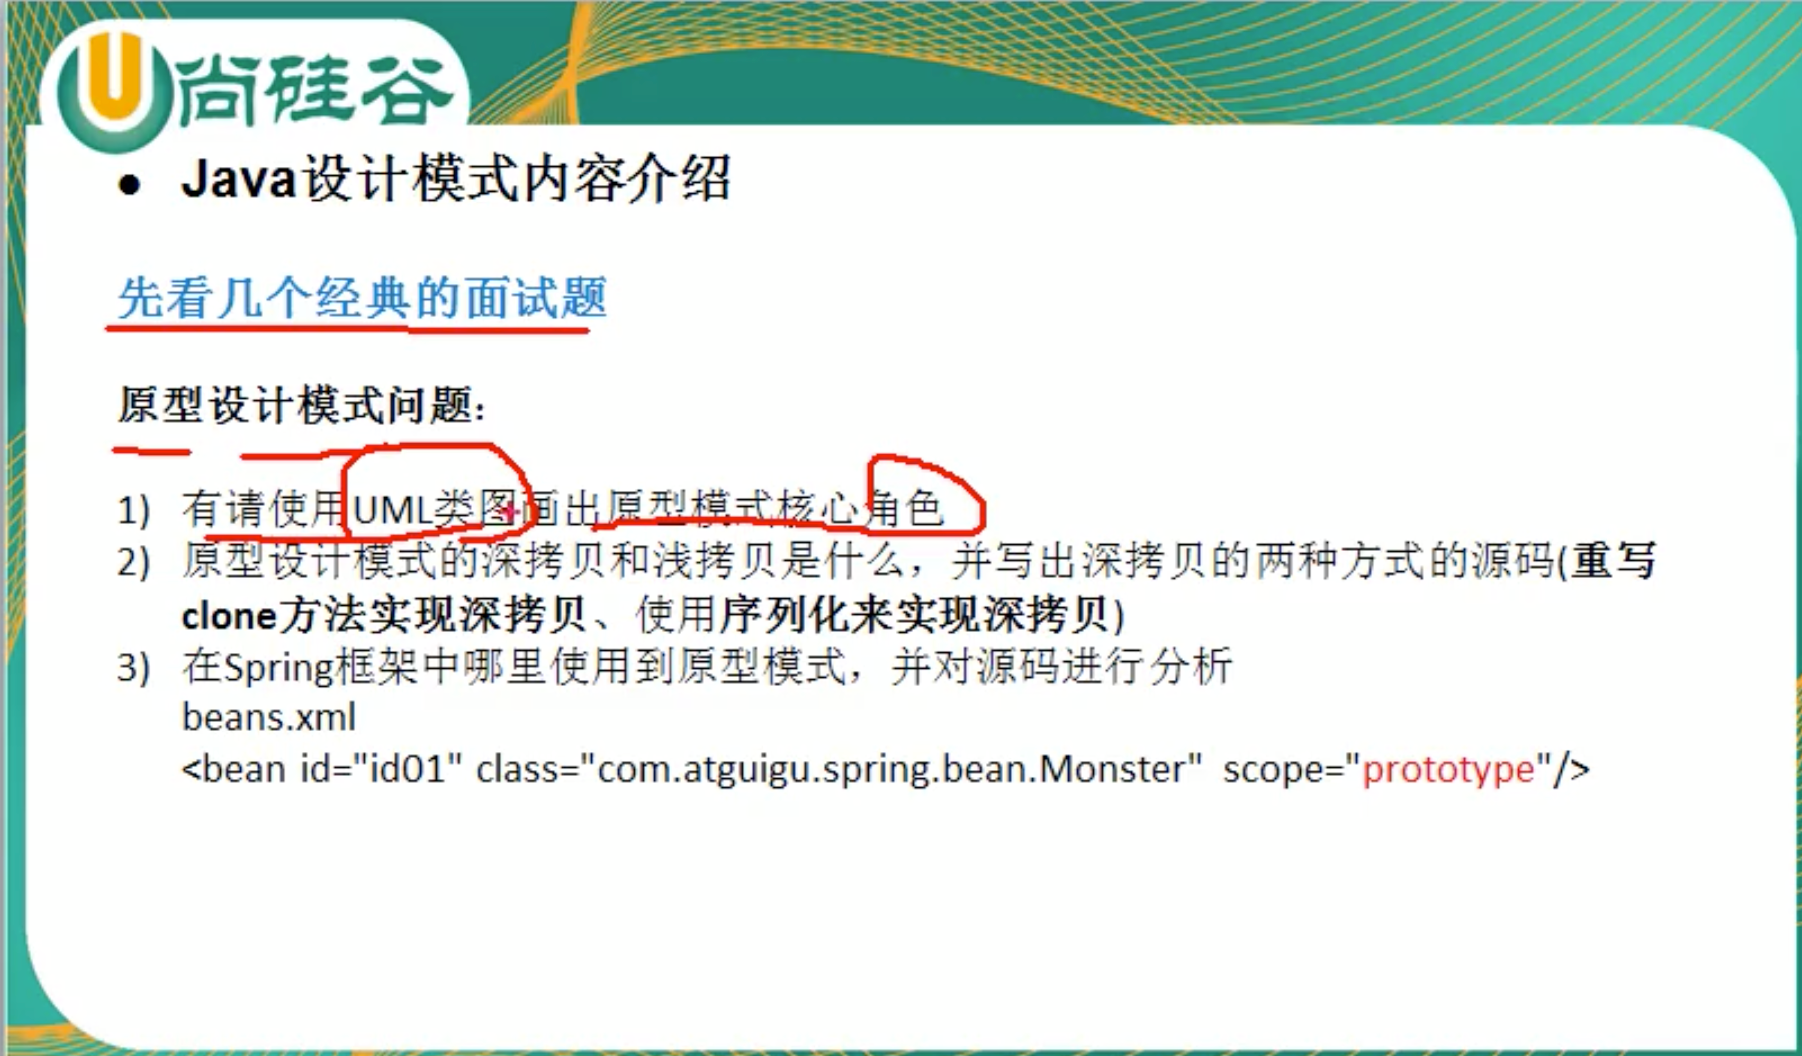 尚硅谷
● Java设计模式内容介绍
先看几个经典的面试题
原型设计模式问题：
1) 有请使用UML类图画出原型模式核心角色
2) 原型设计模式的深拷贝和浅拷贝是什么，并写出深拷贝的两种方式的源码(重写
clone方法实现深拷贝、使用序列化来实现深拷贝)
3) 在Spring框架中哪里使用到原型模式，并对源码进行分析
beans.xml
<bean id="id01" class="com.atguigu.spring.bean.Monster" scope="prototype"/>